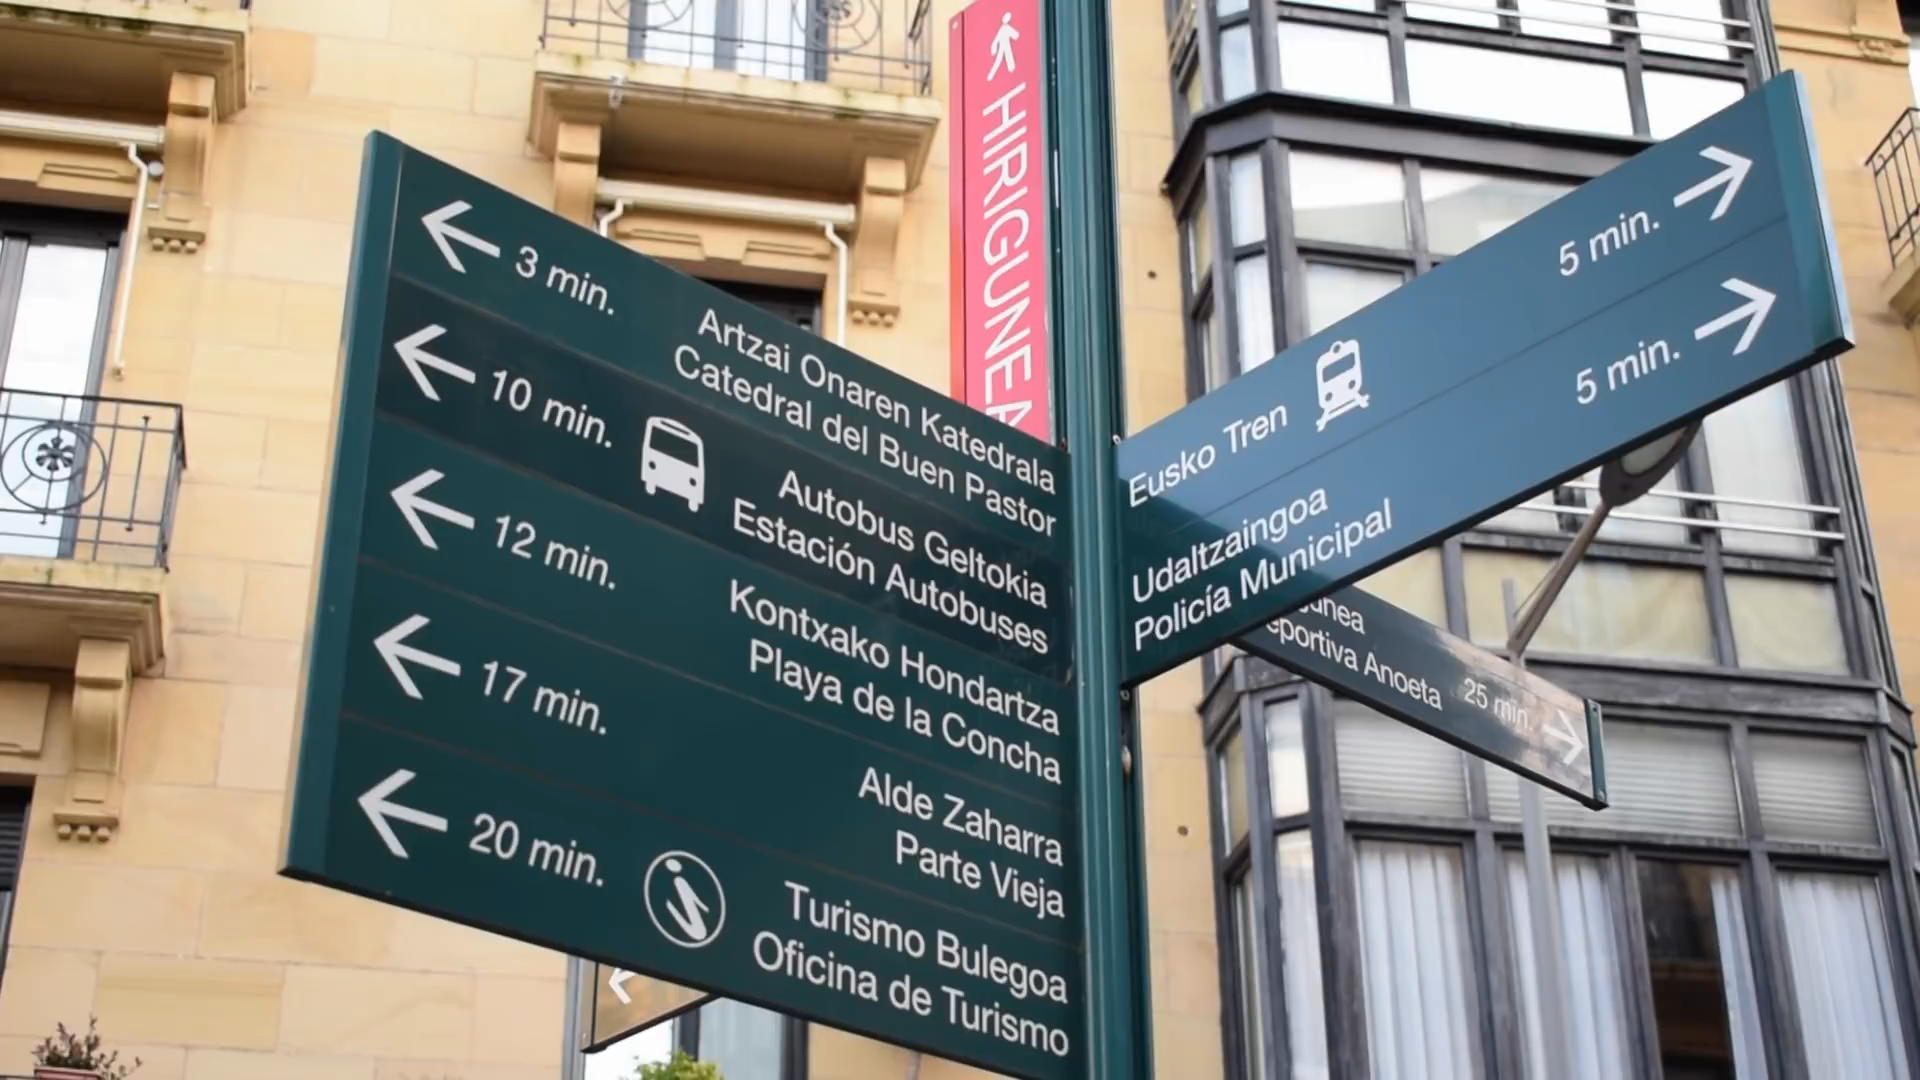 HIRIGUNEA
3 min.
Artzai Onaren Katedrala
Catedral del Buen Pastor
10 min.
Autobus Geltokia
Estación Autobuses
12 min.
Kontxako Hondartza
Playa de la Concha
17 min.
Alde Zaharra
Parte Vieja
20 min.
Turismo Bulegoa
Oficina de Turismo
5 min.
Eusko Tren
5 min.
Udaltzaingoa
Policía Municipal
Anoeta
25 min.